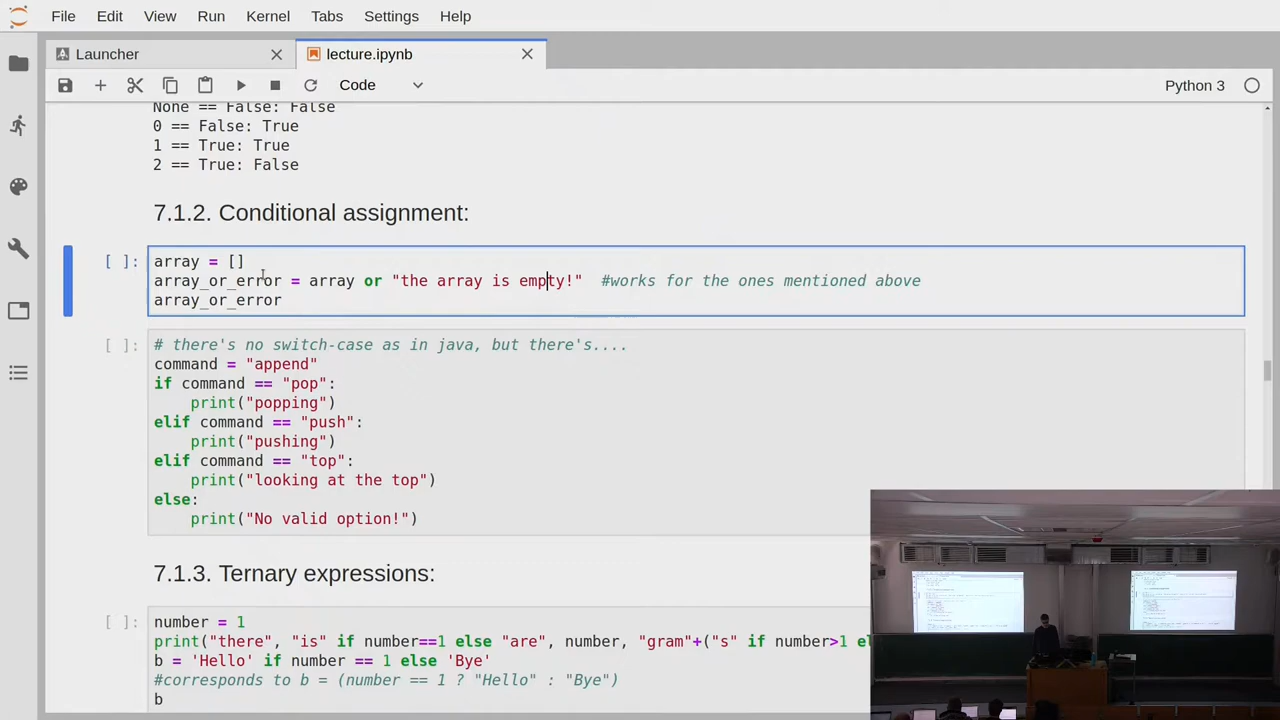 File Edit View Run Kernel Tabs Settings Help
Launcher
lecture.ipynb
Code
Python 3
None == False: False
0 == False: True
1 == True: True
2 == True: False
7.1.2. Conditional assignment:
[ ]:
array = []
array_or_error = array or "the array is empty!"  #works for the ones mentioned above
array_or_error
[ ]:
# there's no switch-case as in java, but there's....
command = "append"
if command == "pop":
    print("popping")
elif command == "push":
    print("pushing")
elif command == "top":
    print("looking at the top")
else:
    print("No valid option!")
7.1.3. Ternary expressions:
[ ]:
number = 1
print("there", "is" if number==1 else "are", number, "gram"+("s" if number>1 el
b = 'Hello' if number == 1 else 'Bye'
#corresponds to b = (number == 1 ? "Hello" : "Bye")
b